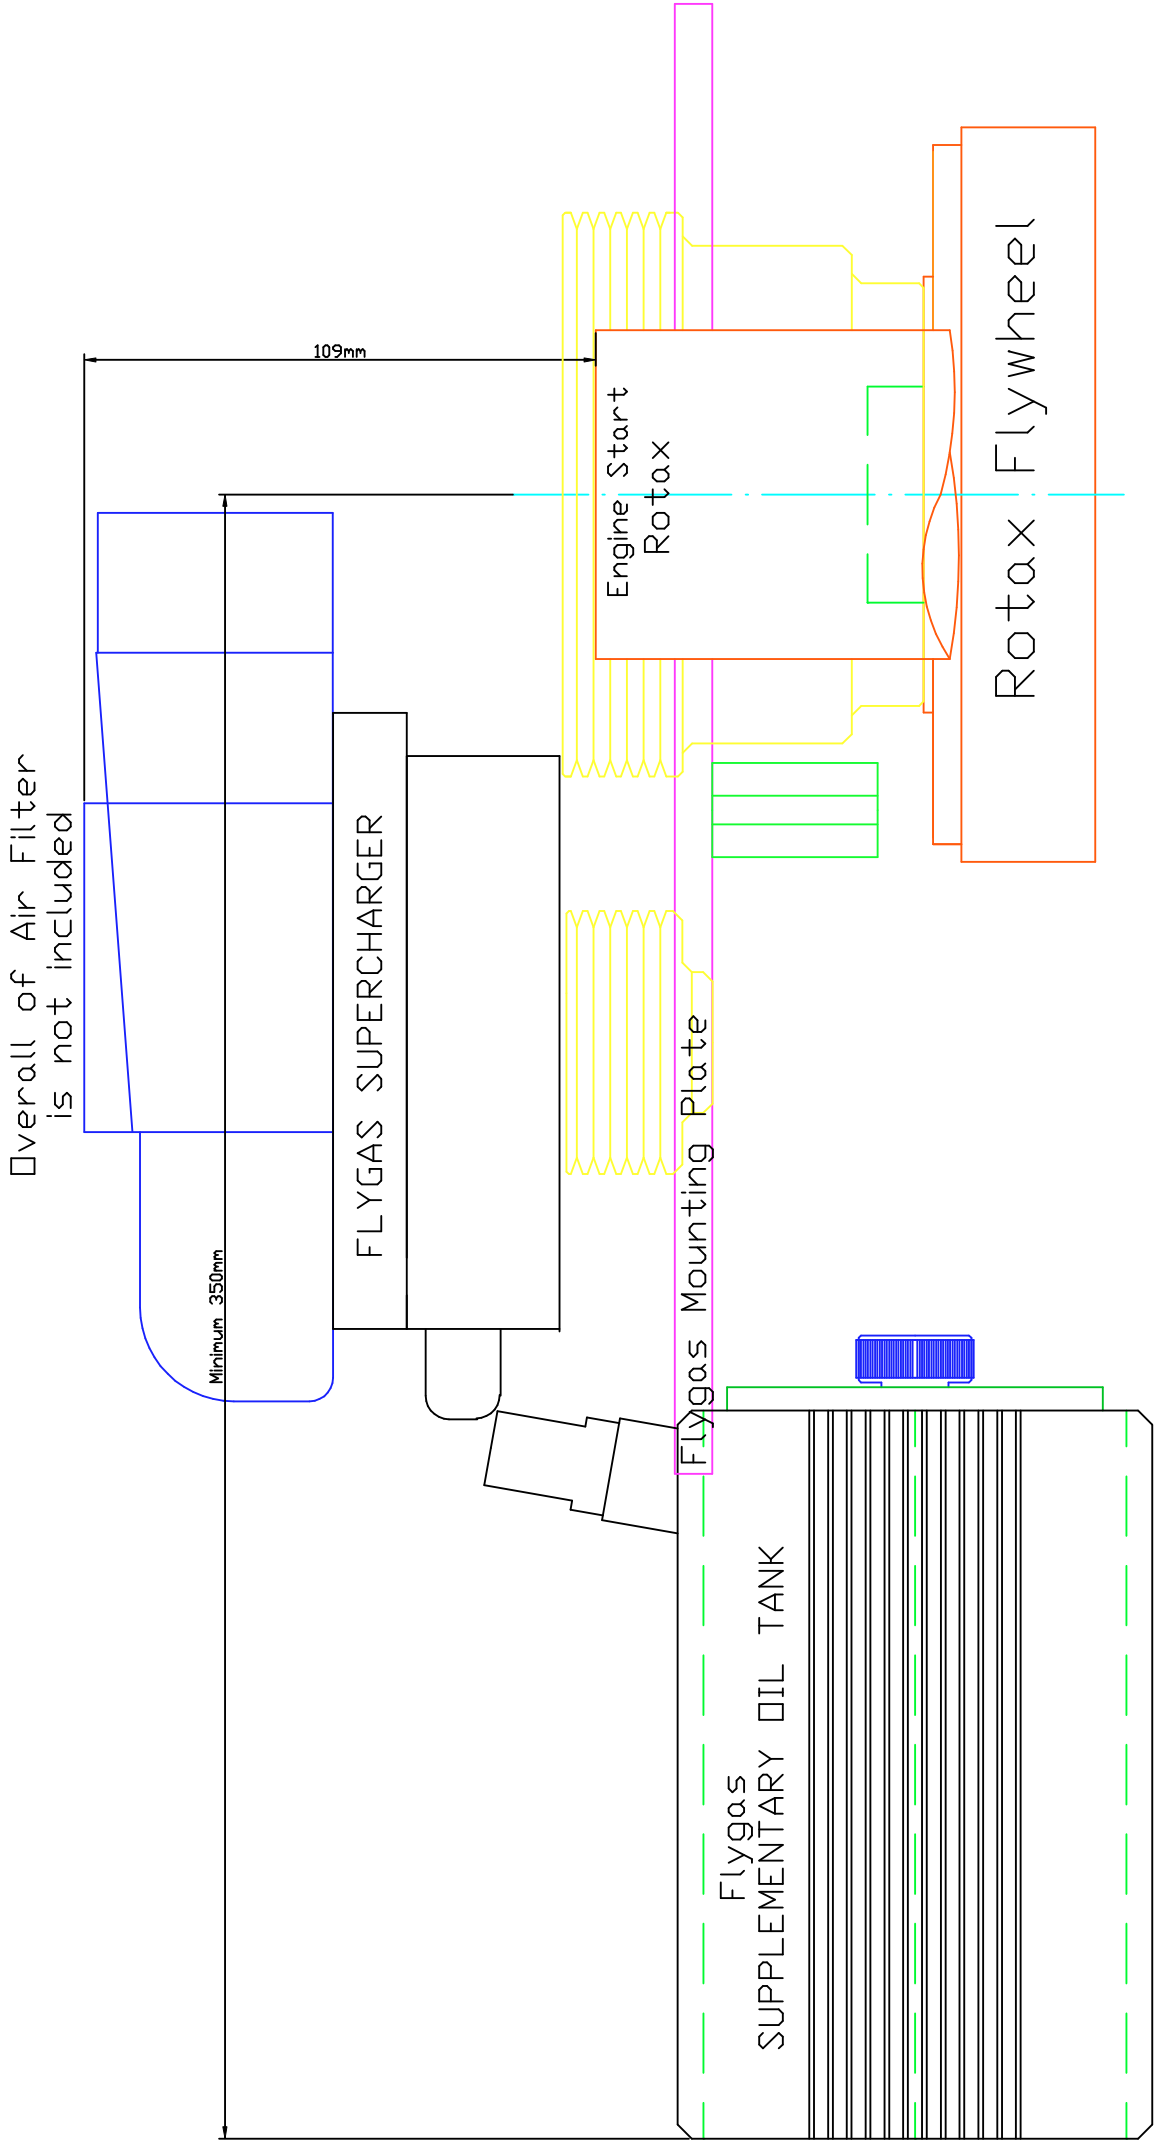 Overall of Air Filter
is not included
Minimum 350mm
109mm
FLYGAS SUPERCHARGER
Engine Start
Rotax
Flygas Mounting Plate
Rotax Flywheel
Flygas
SUPPLEMENTARY OIL TANK